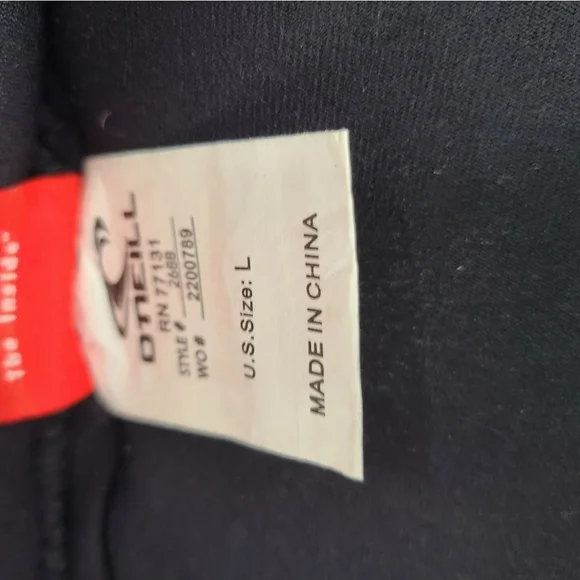 The Inside"
O'NEILL
RN 77131
STYLE # 2688
WO# 2200789
U.S.Size: L
MADE IN CHINA